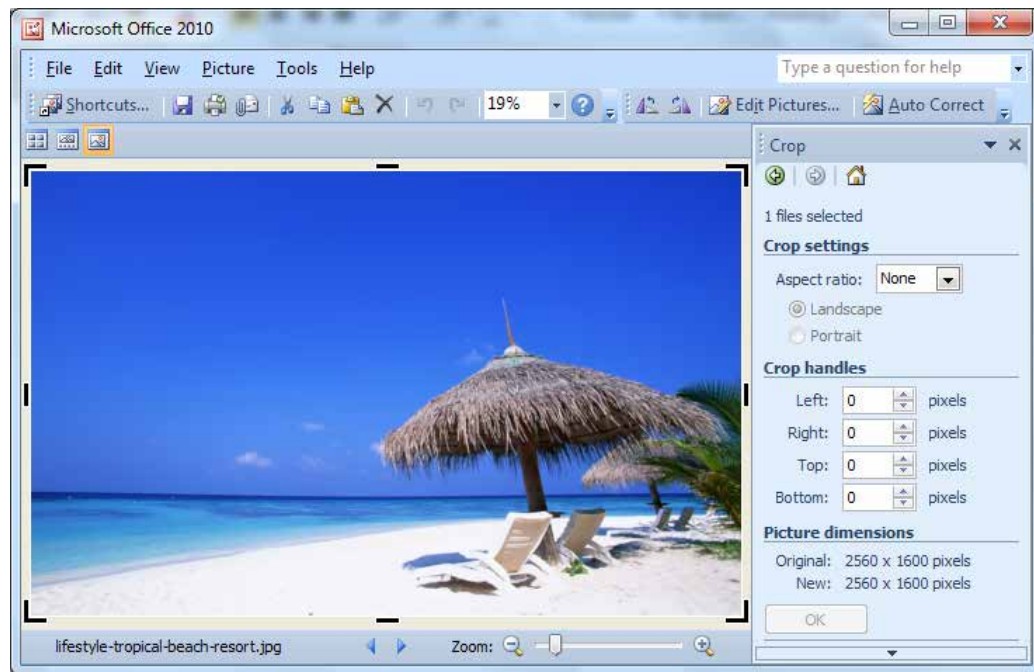 Microsoft Office 2010
File Edit View Picture Tools Help
Type a question for help
Shortcuts... 19% Edit Pictures... Auto Correct
Crop
1 files selected
Crop settings
Aspect ratio: None
Landscape
Portrait
Crop handles
Left: 0 pixels
Right: 0 pixels
Top: 0 pixels
Bottom: 0 pixels
Picture dimensions
Original: 2560 x 1600 pixels
New: 2560 x 1600 pixels
OK
lifestyle-tropical-beach-resort.jpg Zoom: